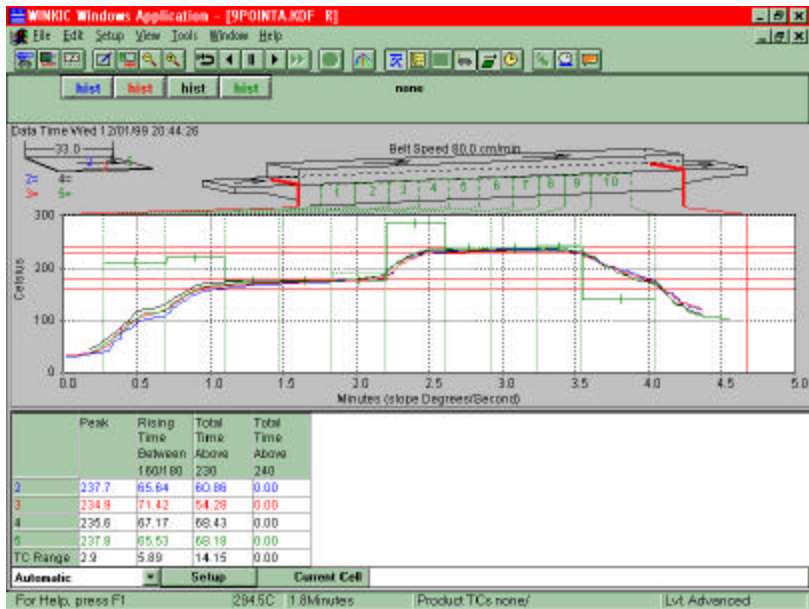 WINKIC Windows Application - [9POINTA.KDF R]
File Edit Setup View Tools Window Help
hist hist hist hist none
Data Time Wed 12/01/99 20:44:26
33.0
Belt Speed 80.0 cm/min
2= 4=
3= 5=
1 2 3 4 5 6 7 8 9 10
300
200
100
0
Celsius
0.0 0.5 1.0 1.5 2.0 2.5 3.0 3.5 4.0 4.5 5.0
Minutes (slope Degrees/Second)
Peak Rising Time Between 160/180 Total Time Above 230 Total Time Above 240
2 237.7 65.64 60.86 0.00
3 234.9 71.42 54.28 0.00
4 235.6 67.17 68.43 0.00
5 237.8 65.53 68.18 0.00
TC Range 2.9 5.89 14.15 0.00
Automatic Setup Current Cell
For Help, press F1 294.5C 1.8Minutes Product TCs none/ Lvt Advanced